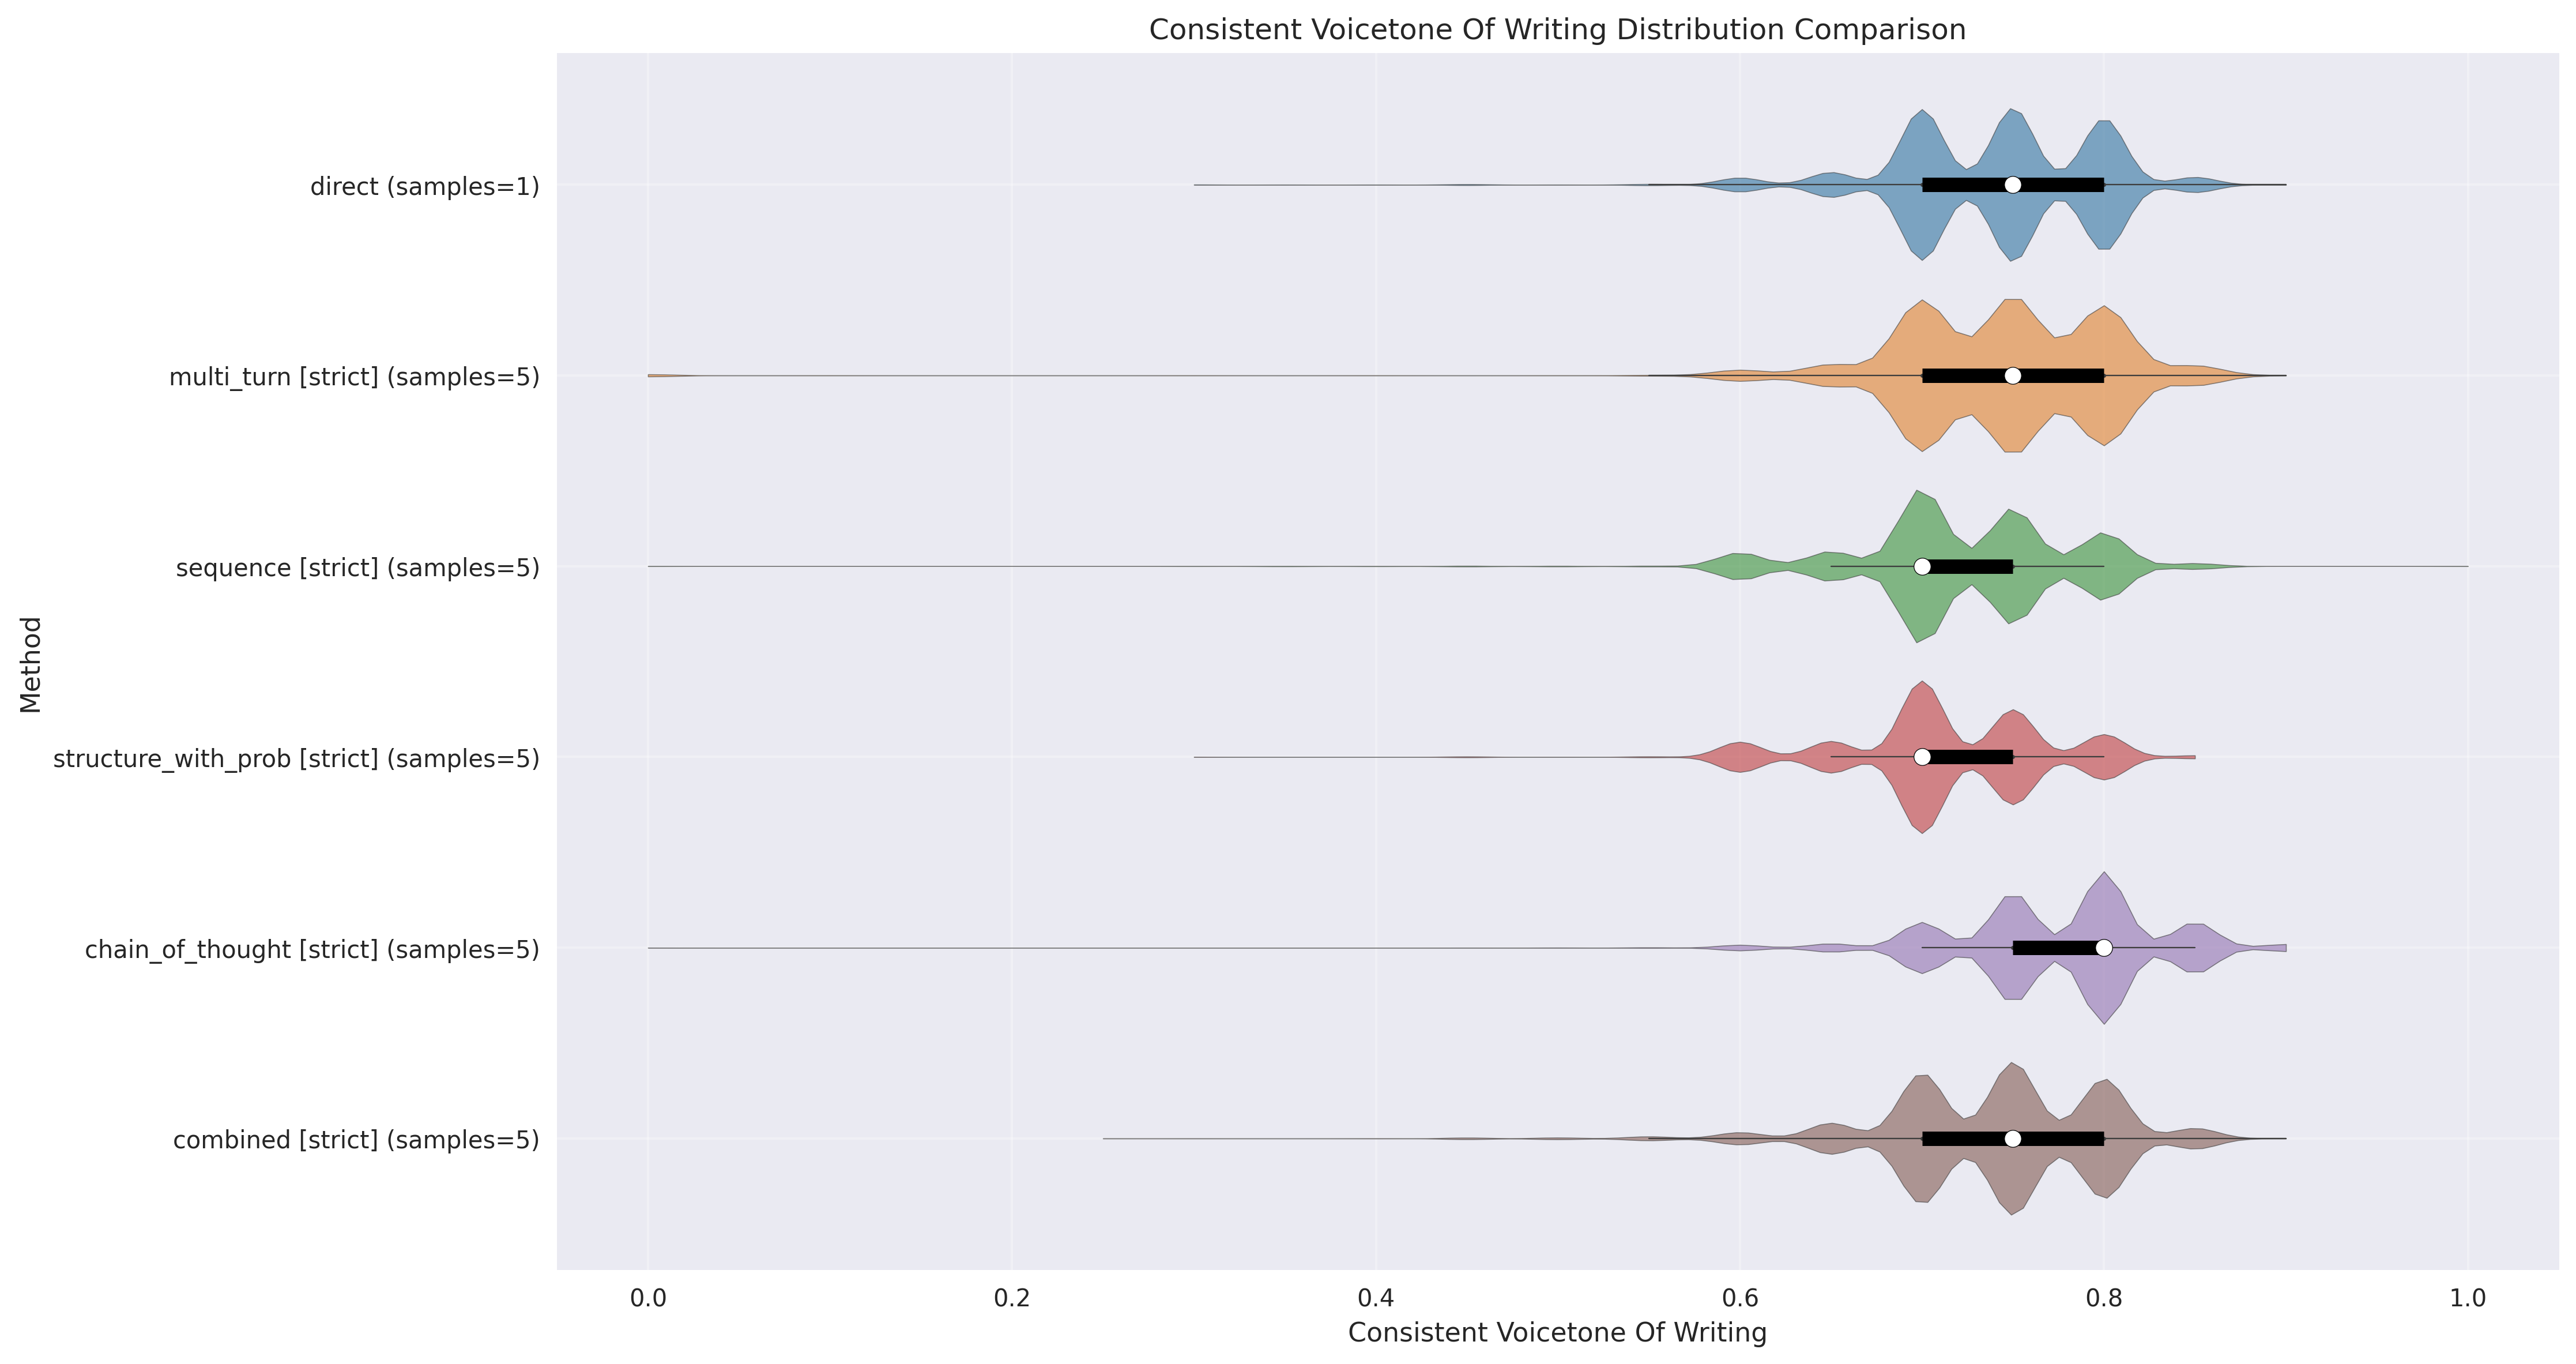 Consistent Voicetone Of Writing Distribution Comparison
Method
direct (samples=1)
multi_turn [strict] (samples=5)
sequence [strict] (samples=5)
structure_with_prob [strict] (samples=5)
chain_of_thought [strict] (samples=5)
combined [strict] (samples=5)
0.0 0.2 0.4 0.6 0.8 1.0
Consistent Voicetone Of Writing